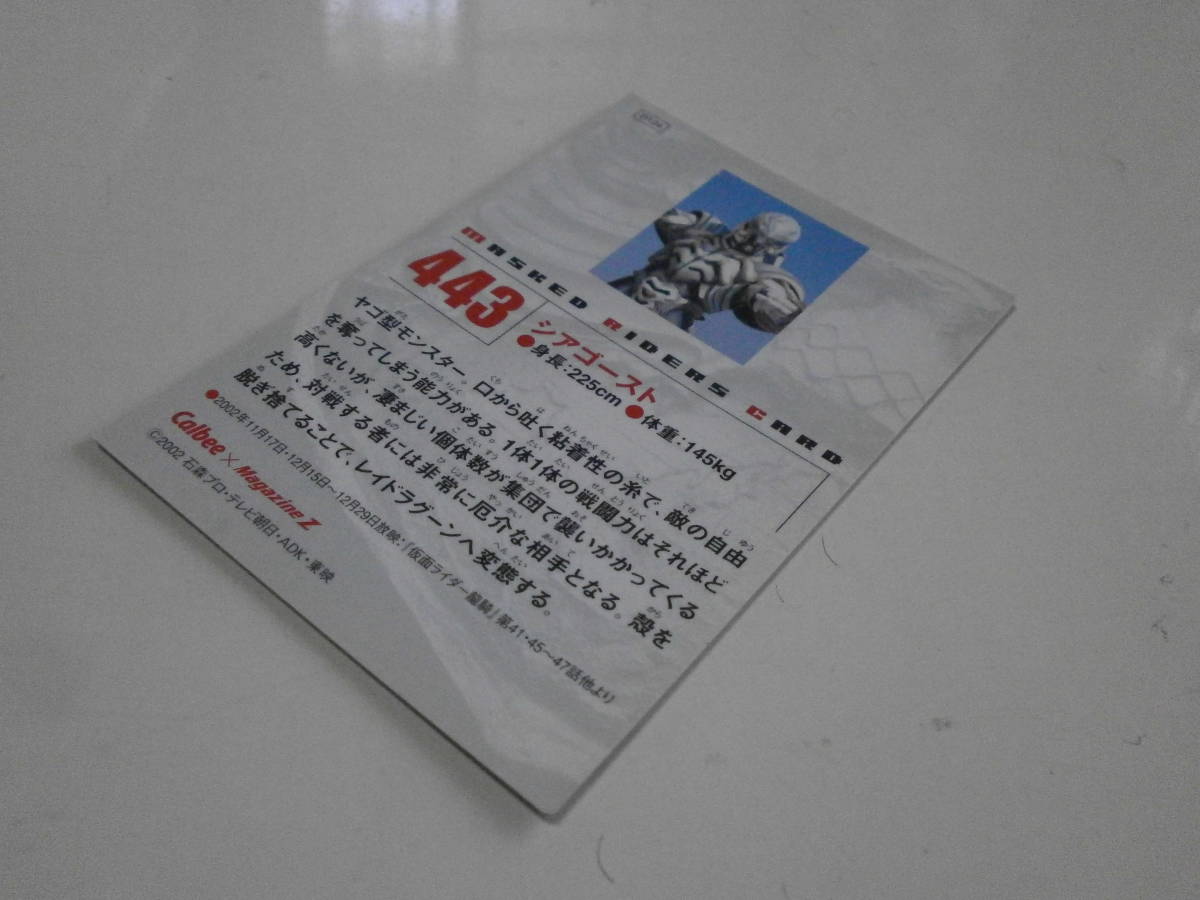 MASKED RIDERS CARD
443
シアゴースト
●身長:225cm ●体重:145kg
ヤゴ型モンスター。口から吐く粘着性の糸で、敵の自由
を奪ってしまう能力がある。1体1体の戦闘力はそれほど
高くないが、凄まじい個体数が集団で襲いかかってくる
ため、対戦する者には非常に厄介な相手となる。殻を
脱ぎ捨てることで、レイドラグーンへ変態する。
●2002年11月17日・12月15日~12月29日放映:『仮面ライダー龍騎』第41・45~47話他より
Calbee × Magazine Z
©2002 石森プロ・テレビ朝日・ADK・東映